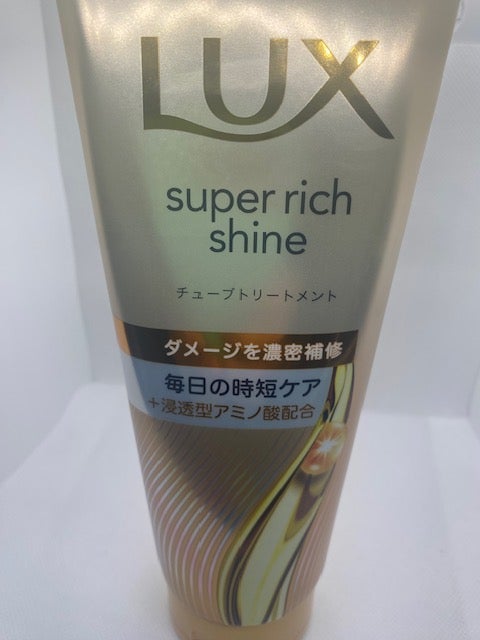 LUX
super rich
shine
チューブトリートメント
ダメージを濃密補修
毎日の時短ケア
+浸透型アミノ酸配合